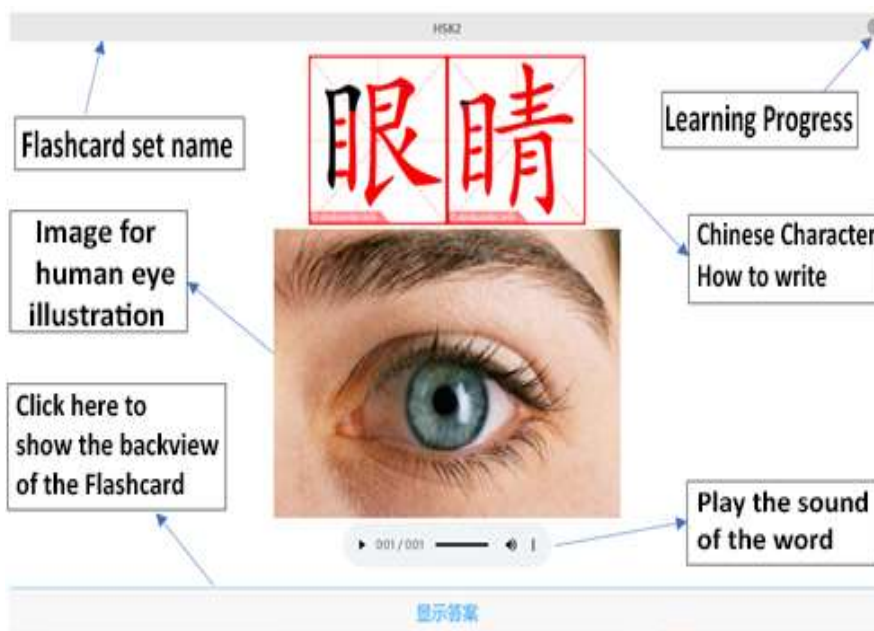 HSK2
眼睛
Flashcard set name
Learning Progress
Image for
human eye
illustration
Chinese Character
How to write
Click here to
show the backview
of the Flashcard
001 / 001
Play the sound
of the word
显示答案